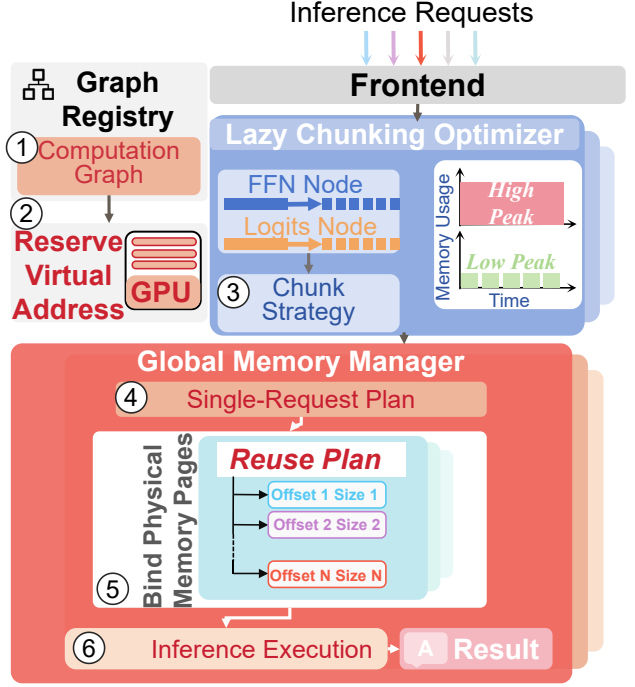 Inference Requests
Frontend
Graph
Registry
1
Computation
Graph
2
Reserve
Virtual
Address
GPU
Lazy Chunking Optimizer
FFN Node
Logits Node
3
Chunk
Strategy
Memory Usage
High
Peak
Low Peak
Time
Global Memory Manager
4
Single-Request Plan
Bind Physical
Memory Pages
5
Reuse Plan
Offset 1 Size 1
Offset 2 Size 2
Offset N Size N
6
Inference Execution
A
Result